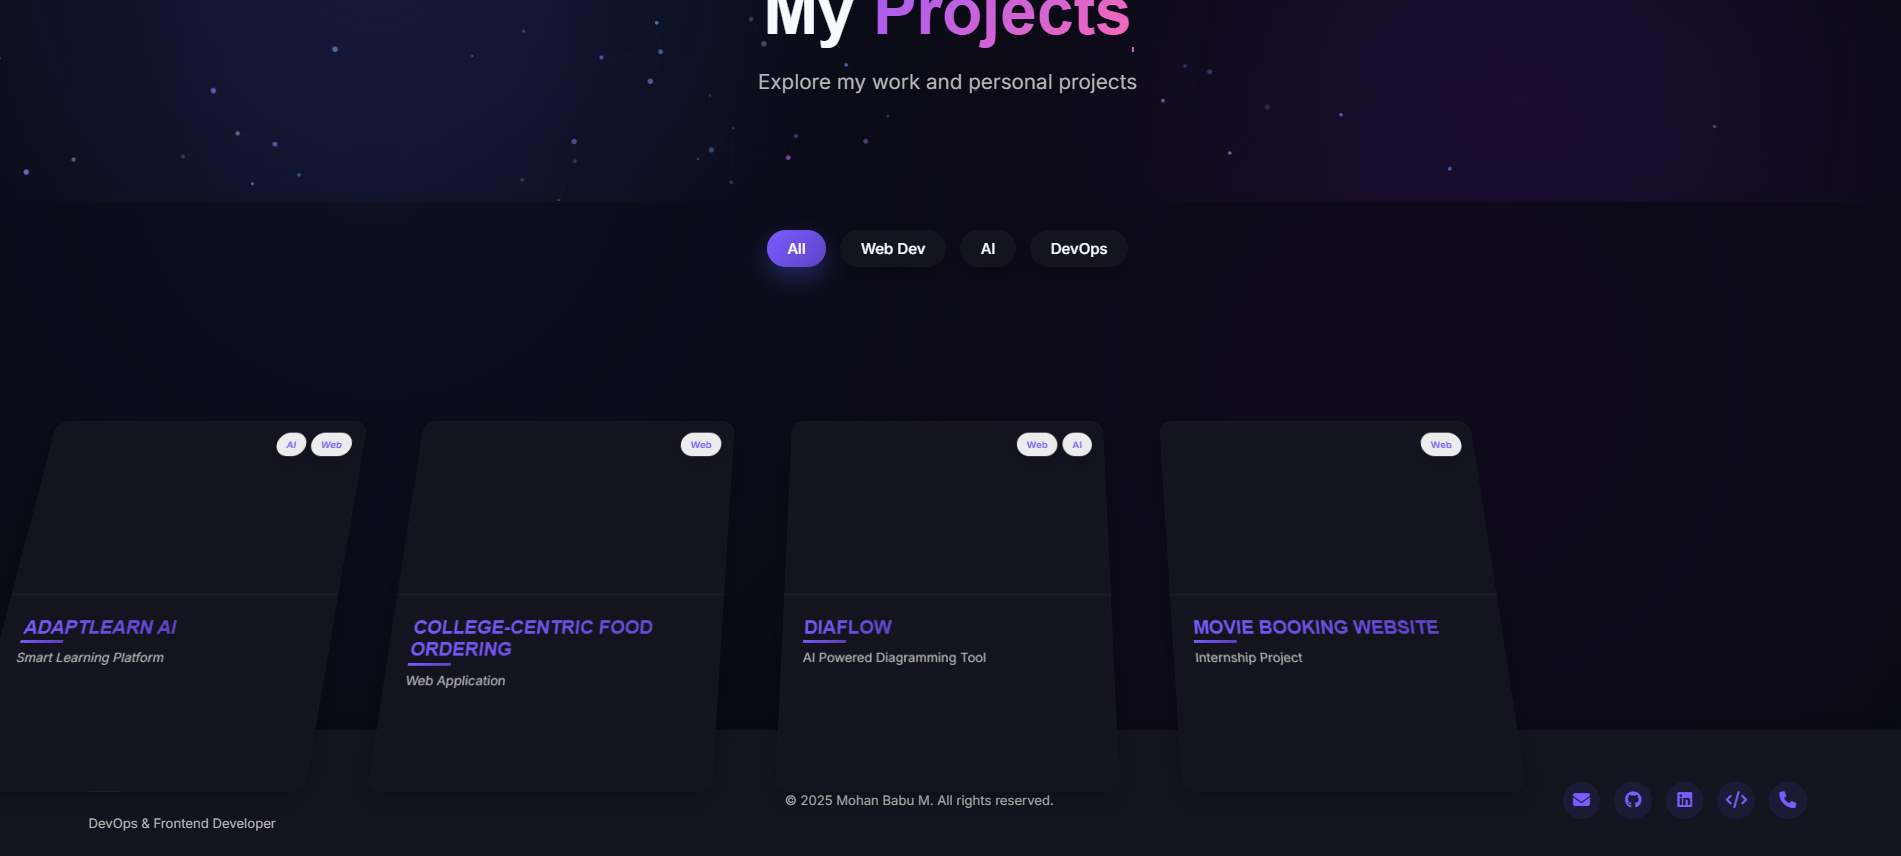 My Projects
Explore my work and personal projects
All
Web Dev
AI
DevOps
AI
Web
ADAPTLEARN AI
Smart Learning Platform
Web
COLLEGE-CENTRIC FOOD
ORDERING
Web Application
Web
AI
DIAFLOW
AI Powered Diagramming Tool
Web
MOVIE BOOKING WEBSITE
Internship Project
DevOps & Frontend Developer
© 2025 Mohan Babu M. All rights reserved.